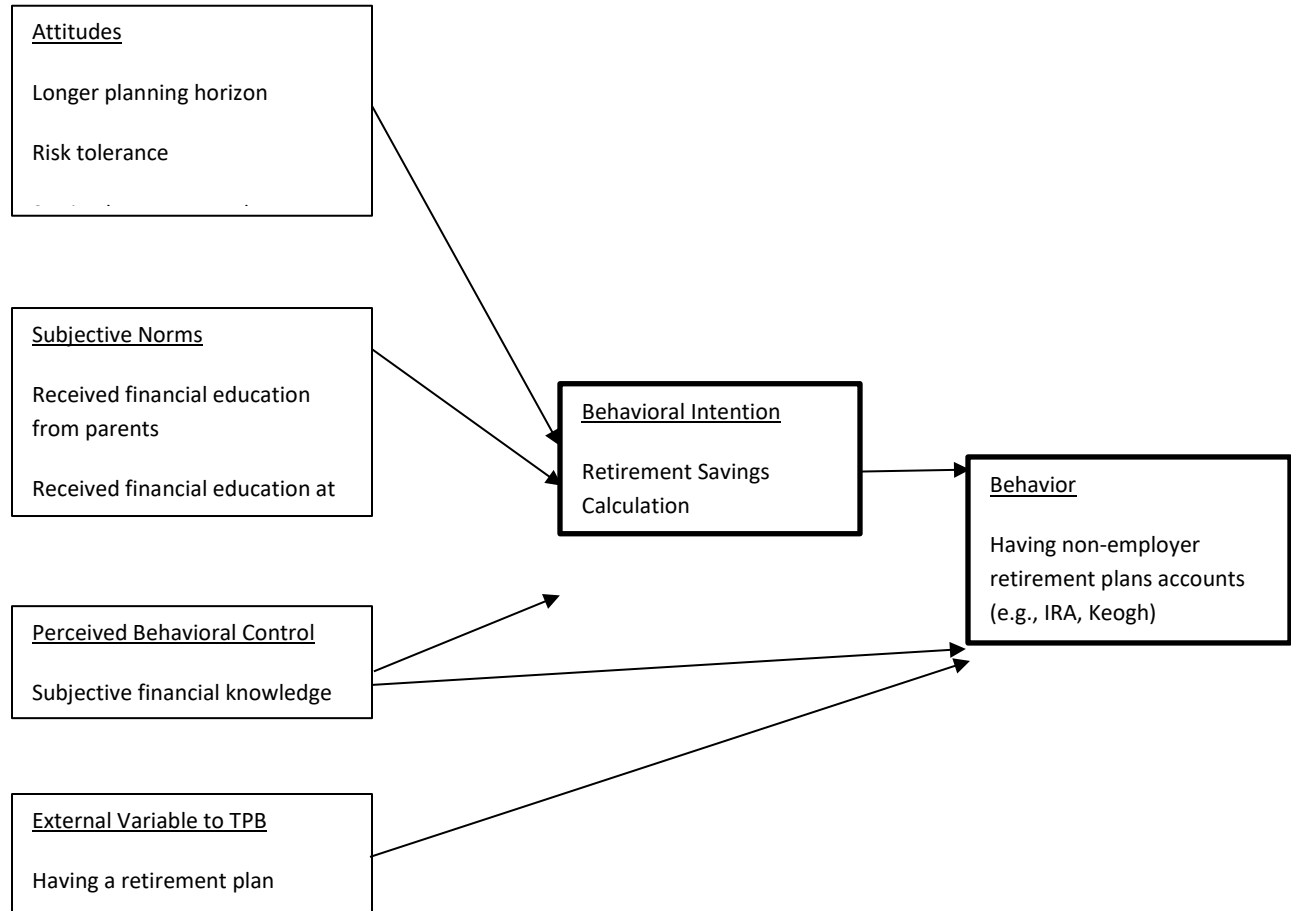 Attitudes
Longer planning horizon
Risk tolerance
Subjective Norms
Received financial education
from parents
Received financial education at
Behavioral Intention
Retirement Savings
Calculation
Behavior
Having non-employer
retirement plans accounts
(e.g., IRA, Keogh)
Perceived Behavioral Control
Subjective financial knowledge
External Variable to TPB
Having a retirement plan